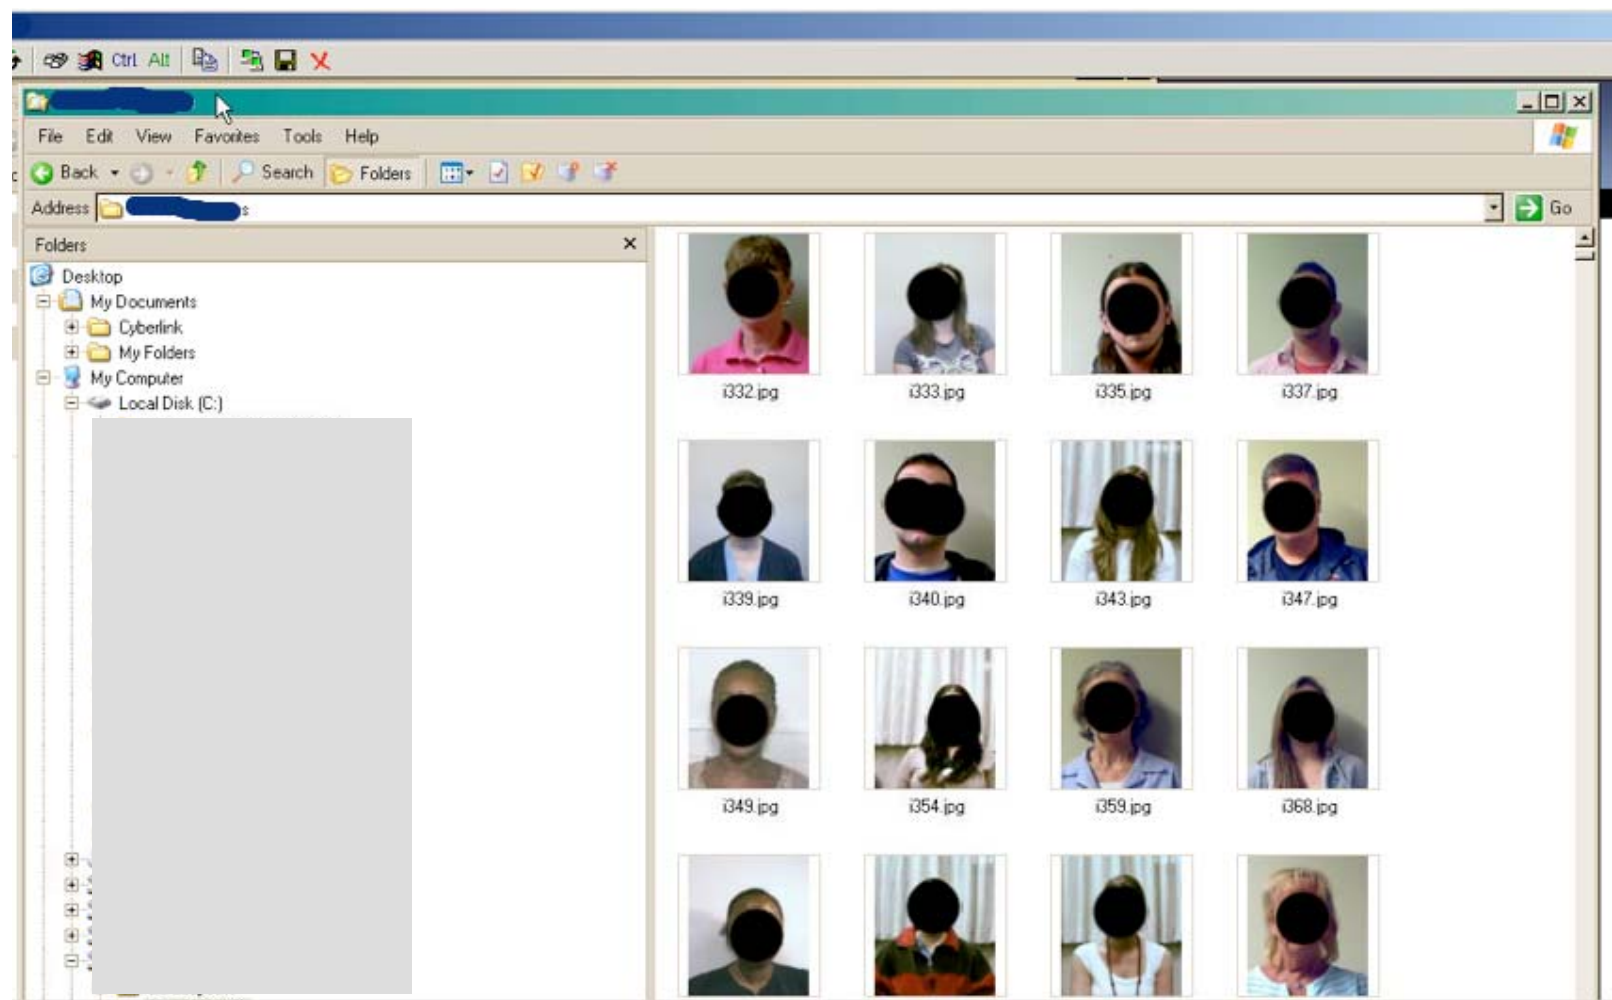 Ctrl Alt
File Edit View Favorites Tools Help
Back Search Folders
Address s Go
Folders
Desktop
My Documents
Cyberlink
My Folders
My Computer
Local Disk (C:)
i332.jpg i333.jpg i335.jpg i337.jpg
i339.jpg i340.jpg i343.jpg i347.jpg
i349.jpg i354.jpg i359.jpg i368.jpg